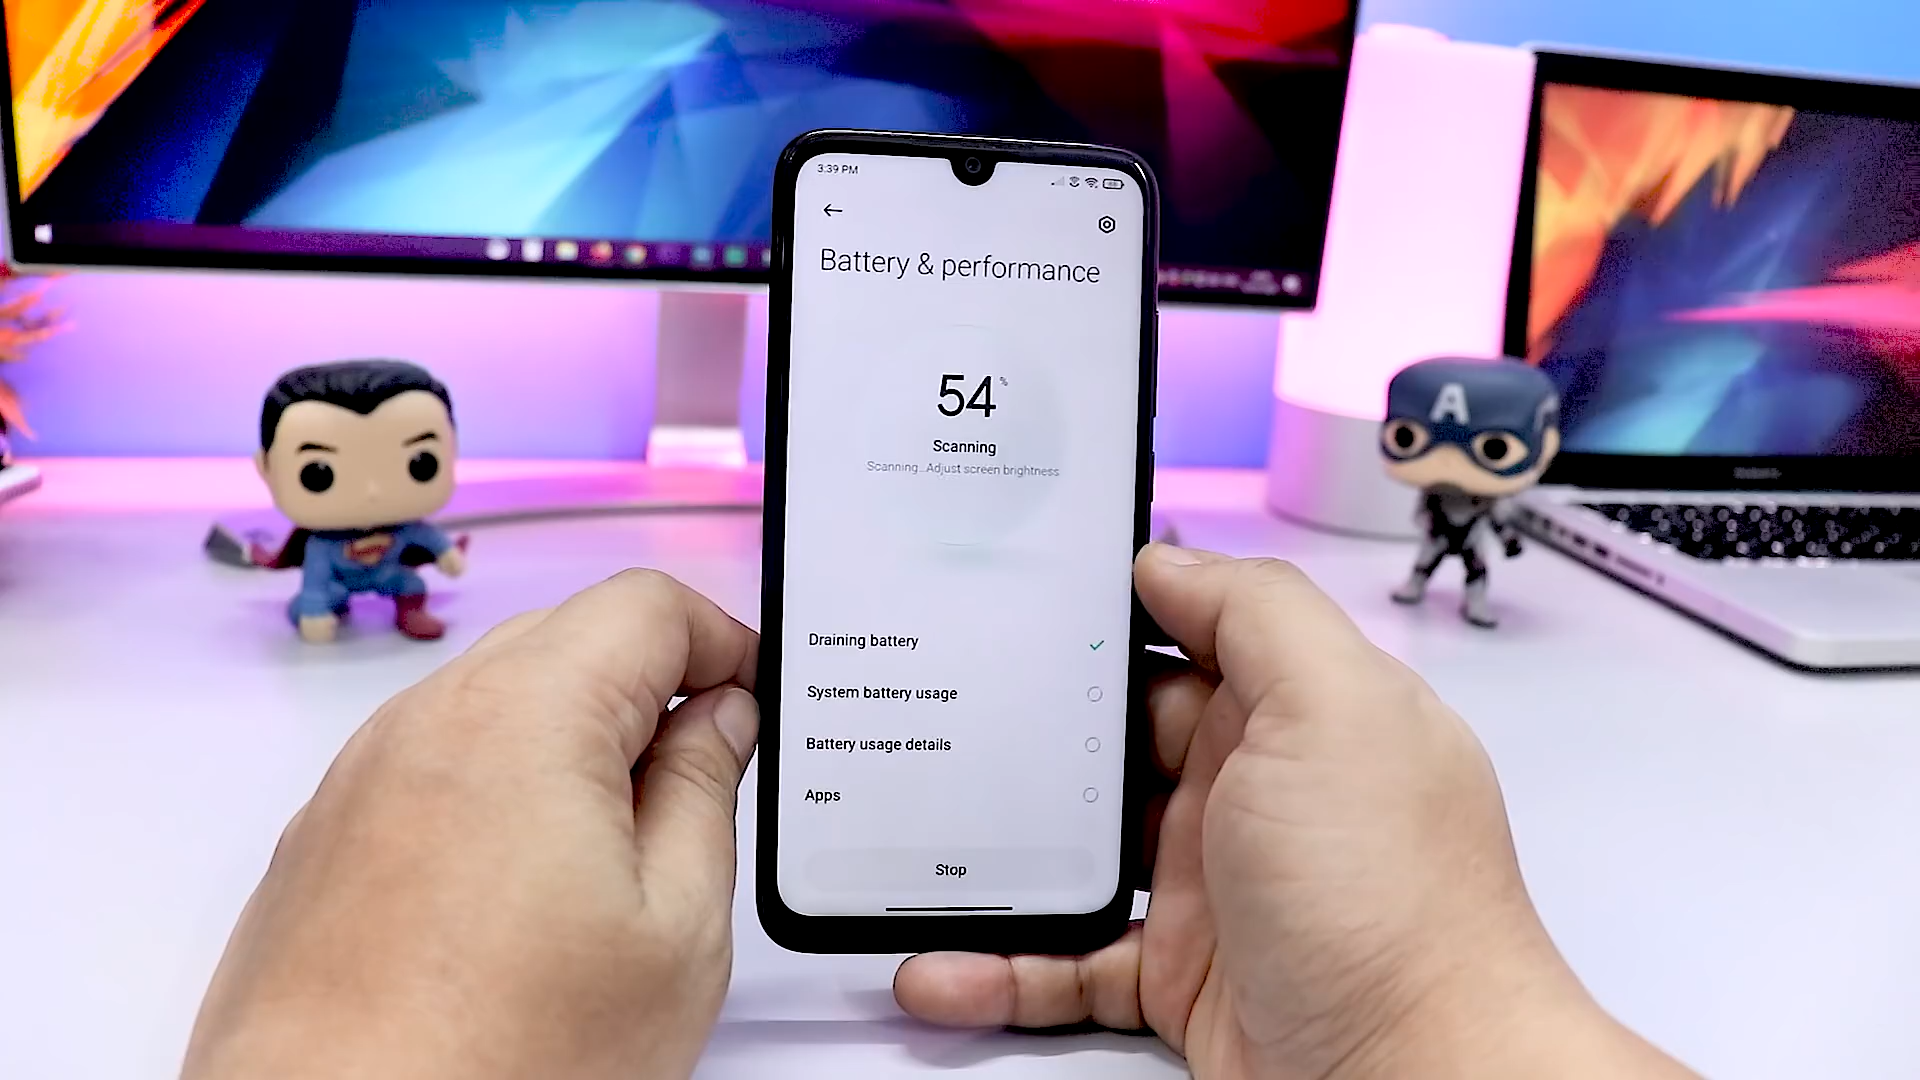 3:39 PM
Battery & performance
54%
Scanning
Scanning...Adjust screen brightness
Draining battery
System battery usage
Battery usage details
Apps
Stop
A